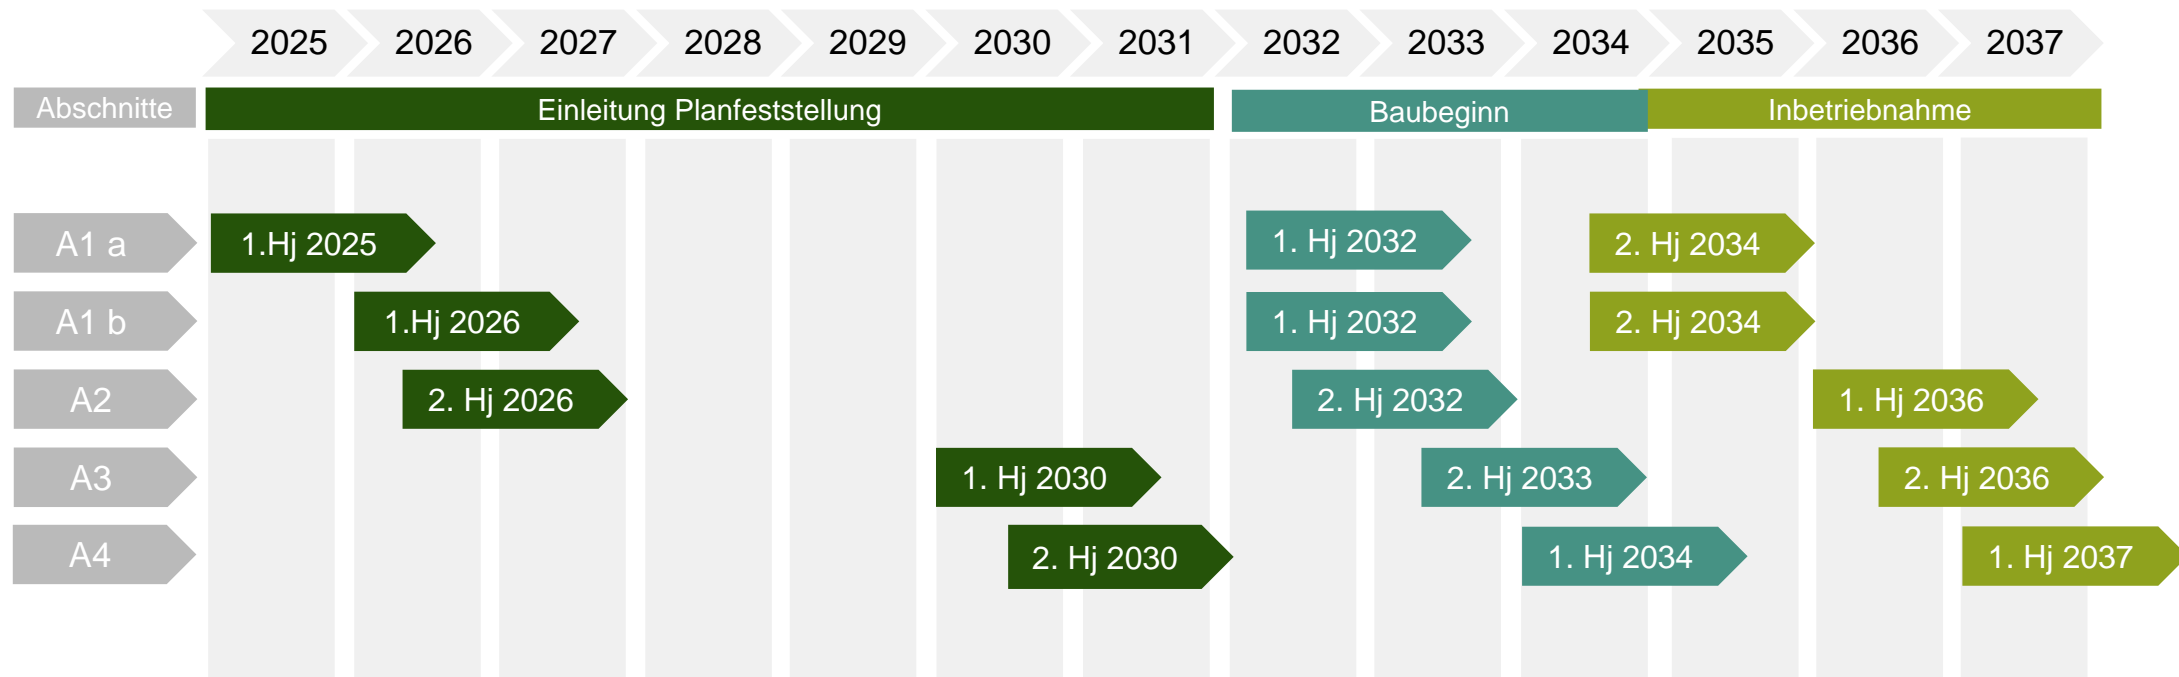 2025 2026 2027 2028 2029 2030 2031 2032 2033 2034 2035 2036 2037
Abschnitte Einleitung Planfeststellung Baubeginn Inbetriebnahme
A1 a 1.Hj 2025 1. Hj 2032 2. Hj 2034
A1 b 1.Hj 2026 1. Hj 2032 2. Hj 2034
A2 2. Hj 2026 2. Hj 2032 1. Hj 2036
A3 1. Hj 2030 2. Hj 2033 2. Hj 2036
A4 2. Hj 2030 1. Hj 2034 1. Hj 2037